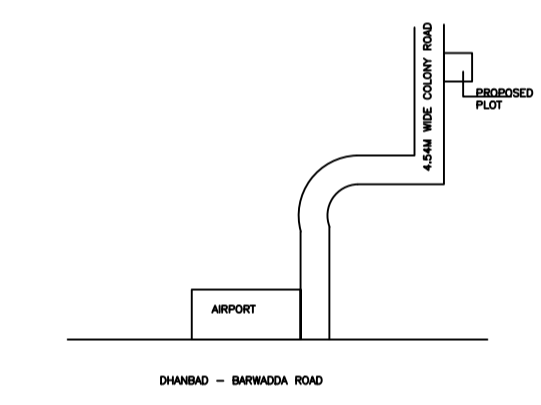 4.54M WIDE COLONY ROAD
PROPOSED
PLOT
AIRPORT
DHANBAD - BARWADDA ROAD